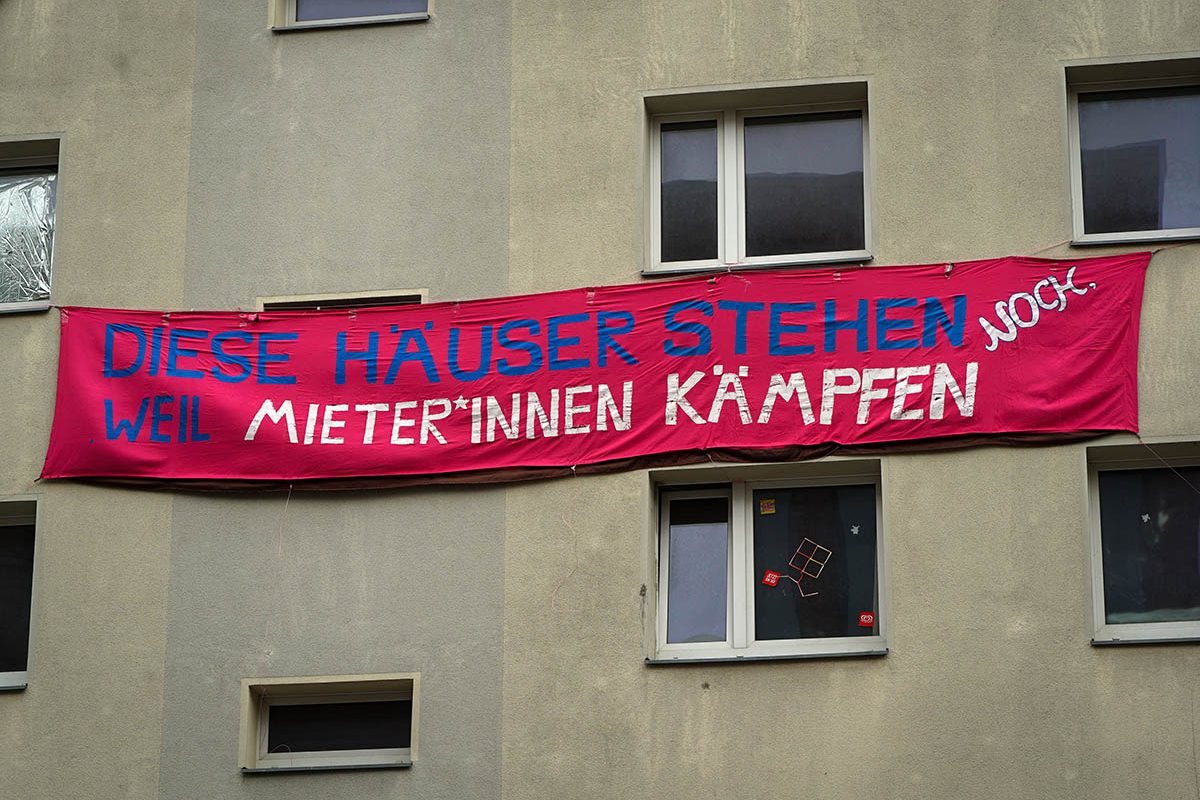 DIESE HÄUSER STEHEN NOCH,
WEIL MIETER*INNEN KÄMPFEN